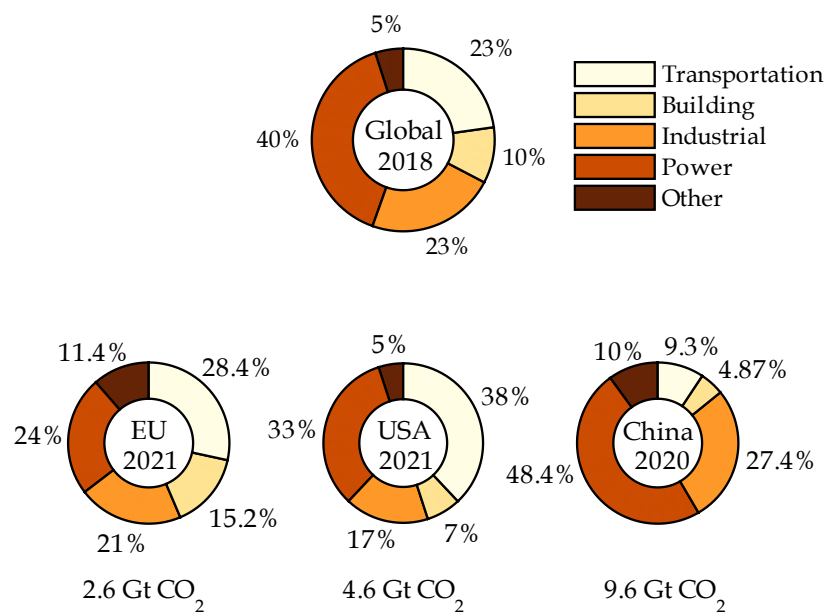 5%
23%
Transportation
Building
Global
2018
40%
10%
Industrial
Power
Other
23%
11.4%
28.4%
5%
38%
10%
9.3%
4.87%
24%
EU
2021
33%
USA
2021
48.4%
China
2020
27.4%
15.2%
21%
17%
7%
2.6 Gt CO₂
4.6 Gt CO₂
9.6 Gt CO₂